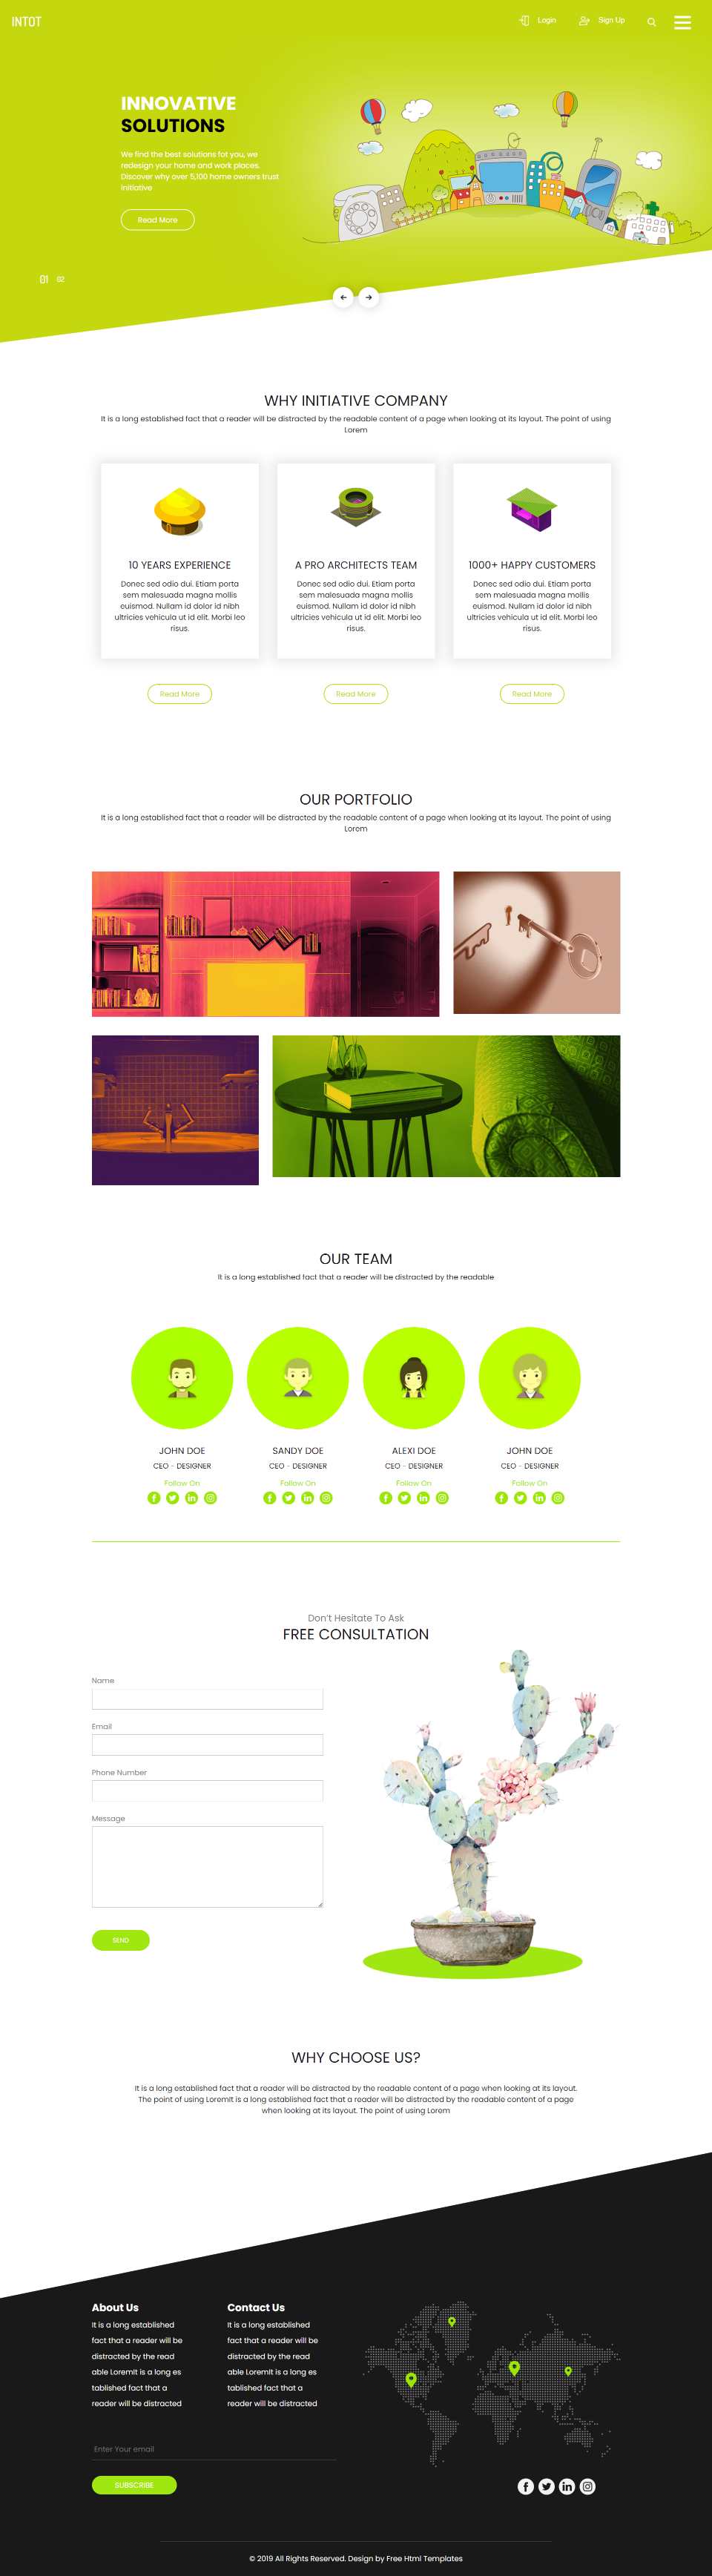 INTOT
Login
Sign Up
INNOVATIVE
SOLUTIONS
We find the best solutions fot you, we
redesign your home and work places.
Discover why over 5,100 home owners trust
Initiative
Read More
01 02
WHY INITIATIVE COMPANY
It is a long established fact that a reader will be distracted by the readable content of a page when looking at its layout. The point of using
Lorem
10 YEARS EXPERIENCE
Donec sed odio dui. Etiam porta
sem malesuada magna mollis
euismod. Nullam id dolor id nibh
ultricies vehicula ut id elit. Morbi leo
risus.
A PRO ARCHITECTS TEAM
Donec sed odio dui. Etiam porta
sem malesuada magna mollis
euismod. Nullam id dolor id nibh
ultricies vehicula ut id elit. Morbi leo
risus.
1000+ HAPPY CUSTOMERS
Donec sed odio dui. Etiam porta
sem malesuada magna mollis
euismod. Nullam id dolor id nibh
ultricies vehicula ut id elit. Morbi leo
risus.
Read More
Read More
Read More
OUR PORTFOLIO
It is a long established fact that a reader will be distracted by the readable content of a page when looking at its layout. The point of using
Lorem
OUR TEAM
It is a long established fact that a reader will be distracted by the readable
JOHN DOE
CEO - DESIGNER
Follow On
SANDY DOE
CEO - DESIGNER
Follow On
ALEXI DOE
CEO - DESIGNER
Follow On
JOHN DOE
CEO - DESIGNER
Follow On
Don't Hesitate To Ask
FREE CONSULTATION
Name
Email
Phone Number
Message
SEND
WHY CHOOSE US?
It is a long established fact that a reader will be distracted by the readable content of a page when looking at its layout.
The point of using LoremIt is a long established fact that a reader will be distracted by the readable content of a page
when looking at its layout. The point of using Lorem
About Us
It is a long established
fact that a reader will be
distracted by the read
able LoremIt is a long es
tablished fact that a
reader will be distracted
Contact Us
It is a long established
fact that a reader will be
distracted by the read
able LoremIt is a long es
tablished fact that a
reader will be distracted
Enter Your email
SUBSCRIBE
© 2019 All Rights Reserved. Design by Free Html Templates